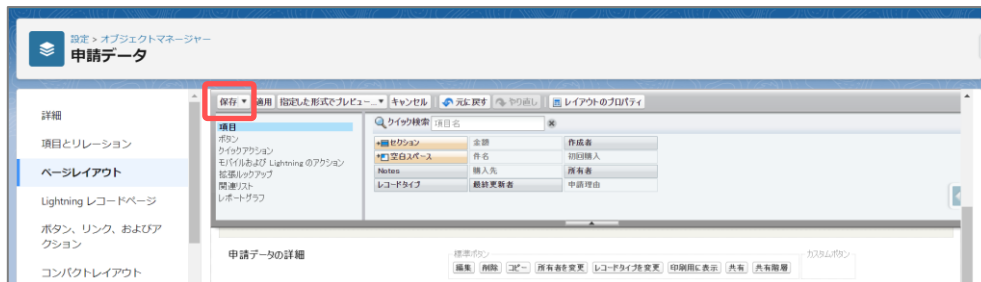 設定 > オブジェクトマネージャー
申請データ
保存 ▼ 適用 指定した形式でプレビュー...▼ キャンセル 元に戻す やり直し レイアウトのプロパティ
詳細
項目とリレーション
ページレイアウト
Lightning レコードページ
ボタン、リンク、およびア
クション
コンパクトレイアウト
項目
ボタン
クイックアクション
モバイルおよび Lightning のアクション
拡張ルックアップ
関連リスト
レポートグラフ
クイック検索 項目名
セクション 金額 作成者
空白スペース 件名 初回購入
Notes 購入先 所有者
レコードタイプ 最終更新者 申請理由
申請データの詳細
標準ボタン
編集 削除 コピー 所有者を変更 レコードタイプを変更 印刷用に表示 共有 共有階層
カスタムボタン